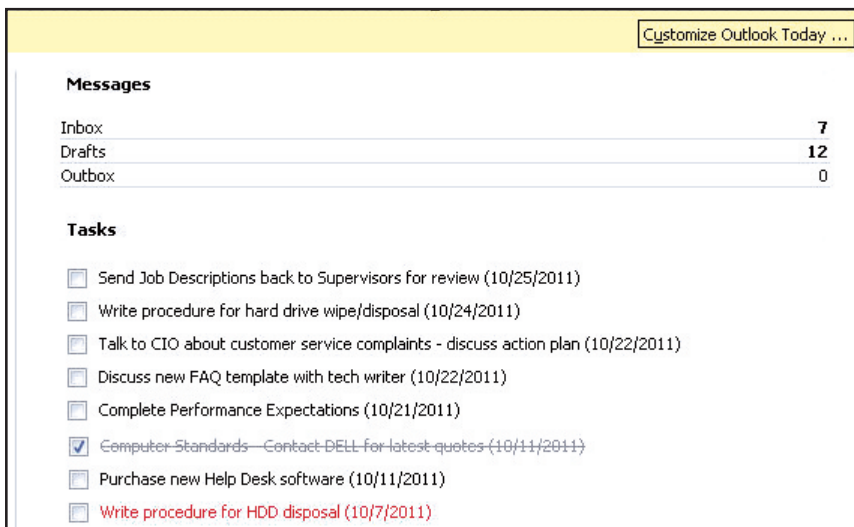 Customize Outlook Today ...
Messages
Inbox 7
Drafts 12
Outbox 0
Tasks
Send Job Descriptions back to Supervisors for review (10/25/2011)
Write procedure for hard drive wipe/disposal (10/24/2011)
Talk to CIO about customer service complaints - discuss action plan (10/22/2011)
Discuss new FAQ template with tech writer (10/22/2011)
Complete Performance Expectations (10/21/2011)
Computer Standards - Contact DELL for latest quotes (10/11/2011)
Purchase new Help Desk software (10/11/2011)
Write procedure for HDD disposal (10/7/2011)